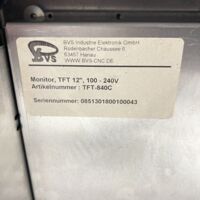 BVS
BVS Industrie Elektronik GmbH
Rodenbacher Chaussee 6
63457 Hanau
WWW.BVS-CNC.DE
Monitor, TFT 12", 100 - 240V
Artikelnummer : TFT-840C
Seriennummer: 0851301800100043